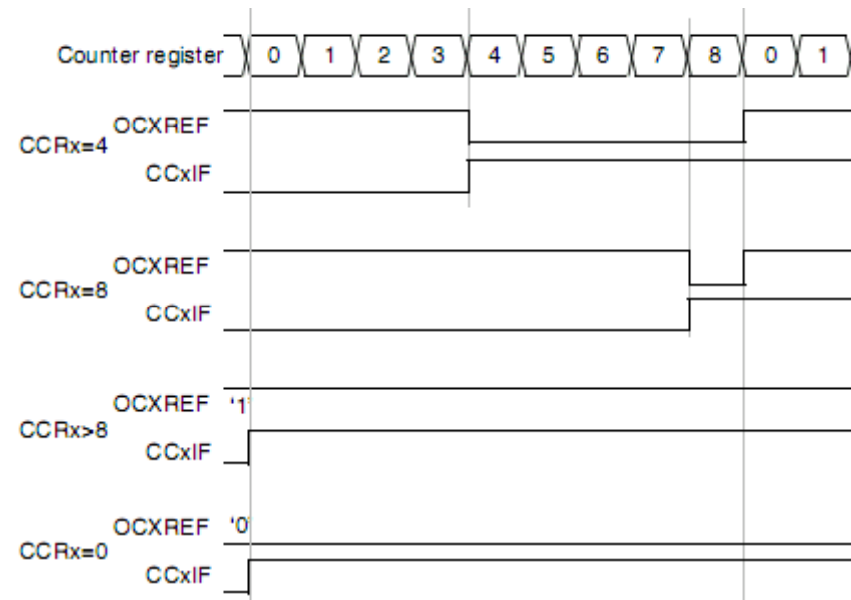 Counter register 0 1 2 3 4 5 6 7 8 0 1
OCXREF
CCRx=4
CCxIF
OCXREF
CCRx=8
CCxIF
OCXREF '1'
CCRx>8
CCxIF
OCXREF '0'
CCRx=0
CCxIF